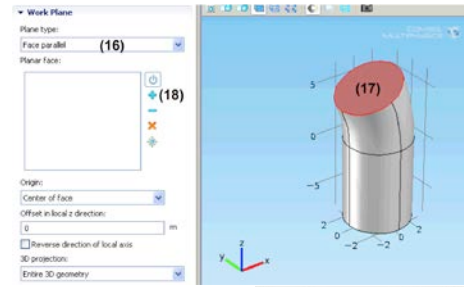 Work Plane
Plane type:
Face parallel (16)
Planar face:
(18)
Origin:
Center of face
Offset in local z direction:
0 m
Reverse direction of local axis
3D projection:
Entire 3D geometry
(17)
5
0
-5
2
0
-2
-2
0
2
z
y
x